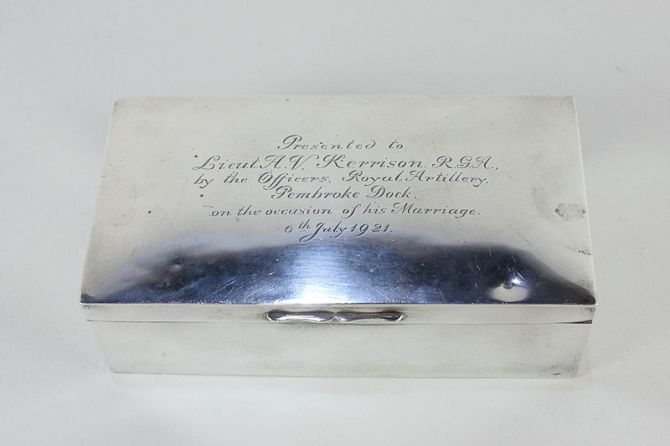 Presented to
Lieut. A.V. Kerrison. R.G.A.,
by the Officers, Royal Artillery,
Pembroke Dock,
on the occasion of his Marriage.
6th July 1921.